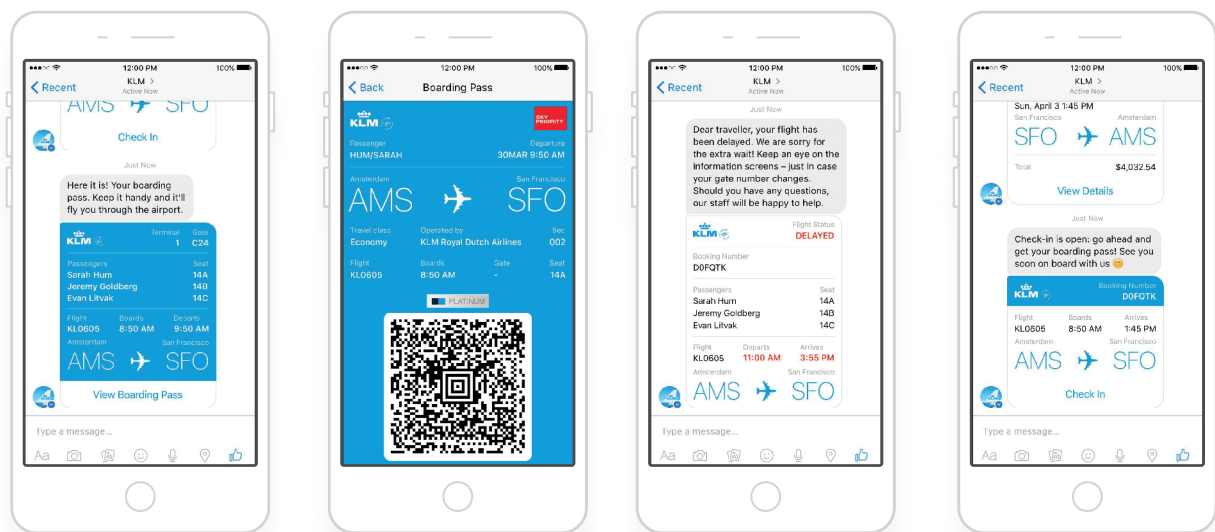 12:00 PM
100%
Recent
KLM >
Active Now
AMS SFO
Check In
Just Now
Here it is! Your boarding
pass. Keep it handy and it'll
fly you through the airport.
KLM
Terminal Gate
1 C24
Passengers Seat
Sarah Hum 14A
Jeremy Goldberg 14B
Evan Litvak 14C
Flight Boards Departs
KL0605 8:50 AM 9:50 AM
Amsterdam San Francisco
AMS SFO
View Boarding Pass
Type a message...
Aa
12:00 PM
100%
Back
Boarding Pass
KLM
SKY
PRIORITY
Passenger Departure
HUM/SARAH 30MAR 9:50 AM
Amsterdam San Francisco
AMS SFO
Travel class Operected by Sec
Economy KLM Royal Dutch Airlines 002
Flight Boards Gate Seat
KL0605 8:50 AM - 14A
PLATINUM
12:00 PM
100%
Recent
KLM >
Active Now
Just Now
Dear traveller, your flight has
been delayed. We are sorry for
the extra wait! Keep an eye on the
information screens – just in case
your gate number changes.
Should you have any questions,
our staff will be happy to help.
KLM
Flight Status
DELAYED
Booking Number
D0FQTK
Passengers Seat
Sarah Hum 14A
Jeremy Goldberg 14B
Evan Litvak 14C
Flight Departs Arrives
KL0605 11:00 AM 3:55 PM
Amsterdam San Francisco
AMS SFO
Type a message...
Aa
12:00 PM
100%
Recent
KLM >
Active Now
Sun, April 3 1:45 PM
San Francisco Amsterdam
SFO AMS
Total $4,032.54
View Details
Just Now
Check-in is open: go ahead and
get your boarding pass! See you
soon on board with us 😊
KLM
Booking Number
D0FQTK
Flight Boards Arrives
KL0605 8:50 AM 1:45 PM
Amsterdam San Francisco
AMS SFO
Check In
Type a message...
Aa